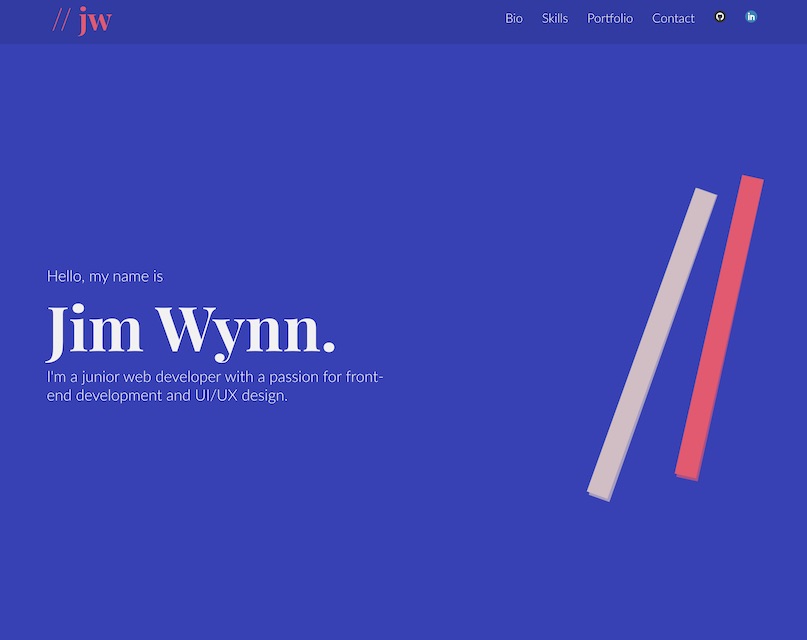 // jw
Bio Skills Portfolio Contact in
Hello, my name is
Jim Wynn.
I'm a junior web developer with a passion for front-
end development and UI/UX design.